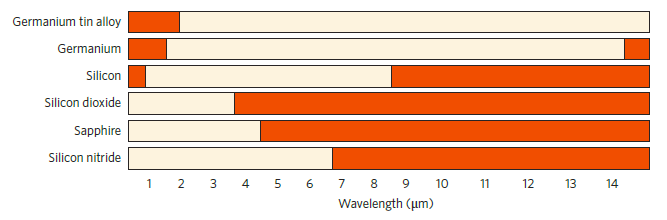 Germanium tin alloy
Germanium
Silicon
Silicon dioxide
Sapphire
Silicon nitride
1 2 3 4 5 6 7 8 9 10 11 12 13 14
Wavelength (μm)